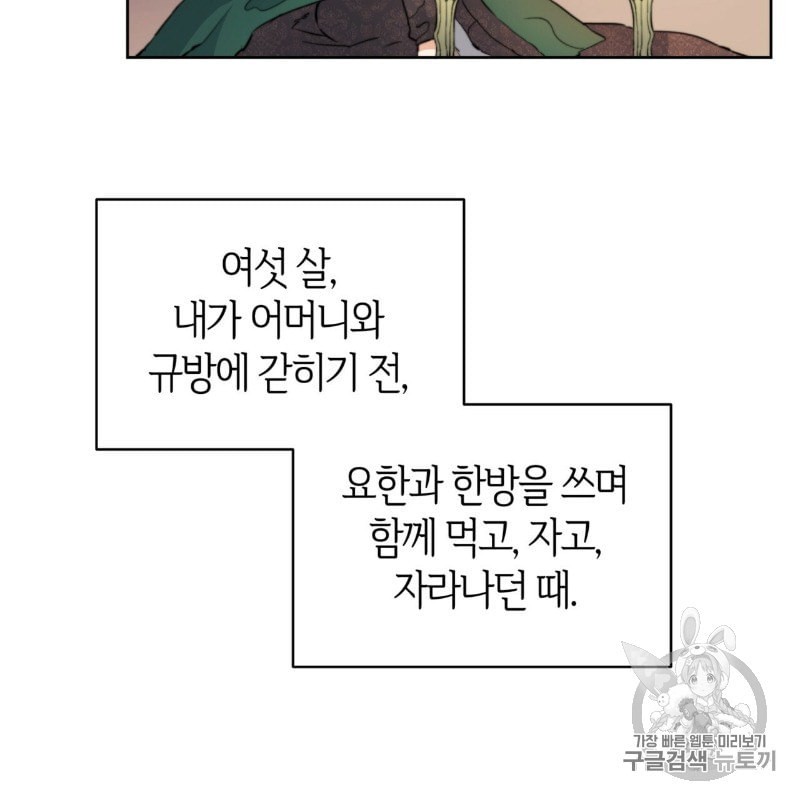 여섯 살,
내가 어머니와
규방에 갇히기 전,
요한과 한방을 쓰며
함께 먹고, 자고,
자라나던 때.
가장 빠른 웹툰 미리보기
구글검색 뉴토끼